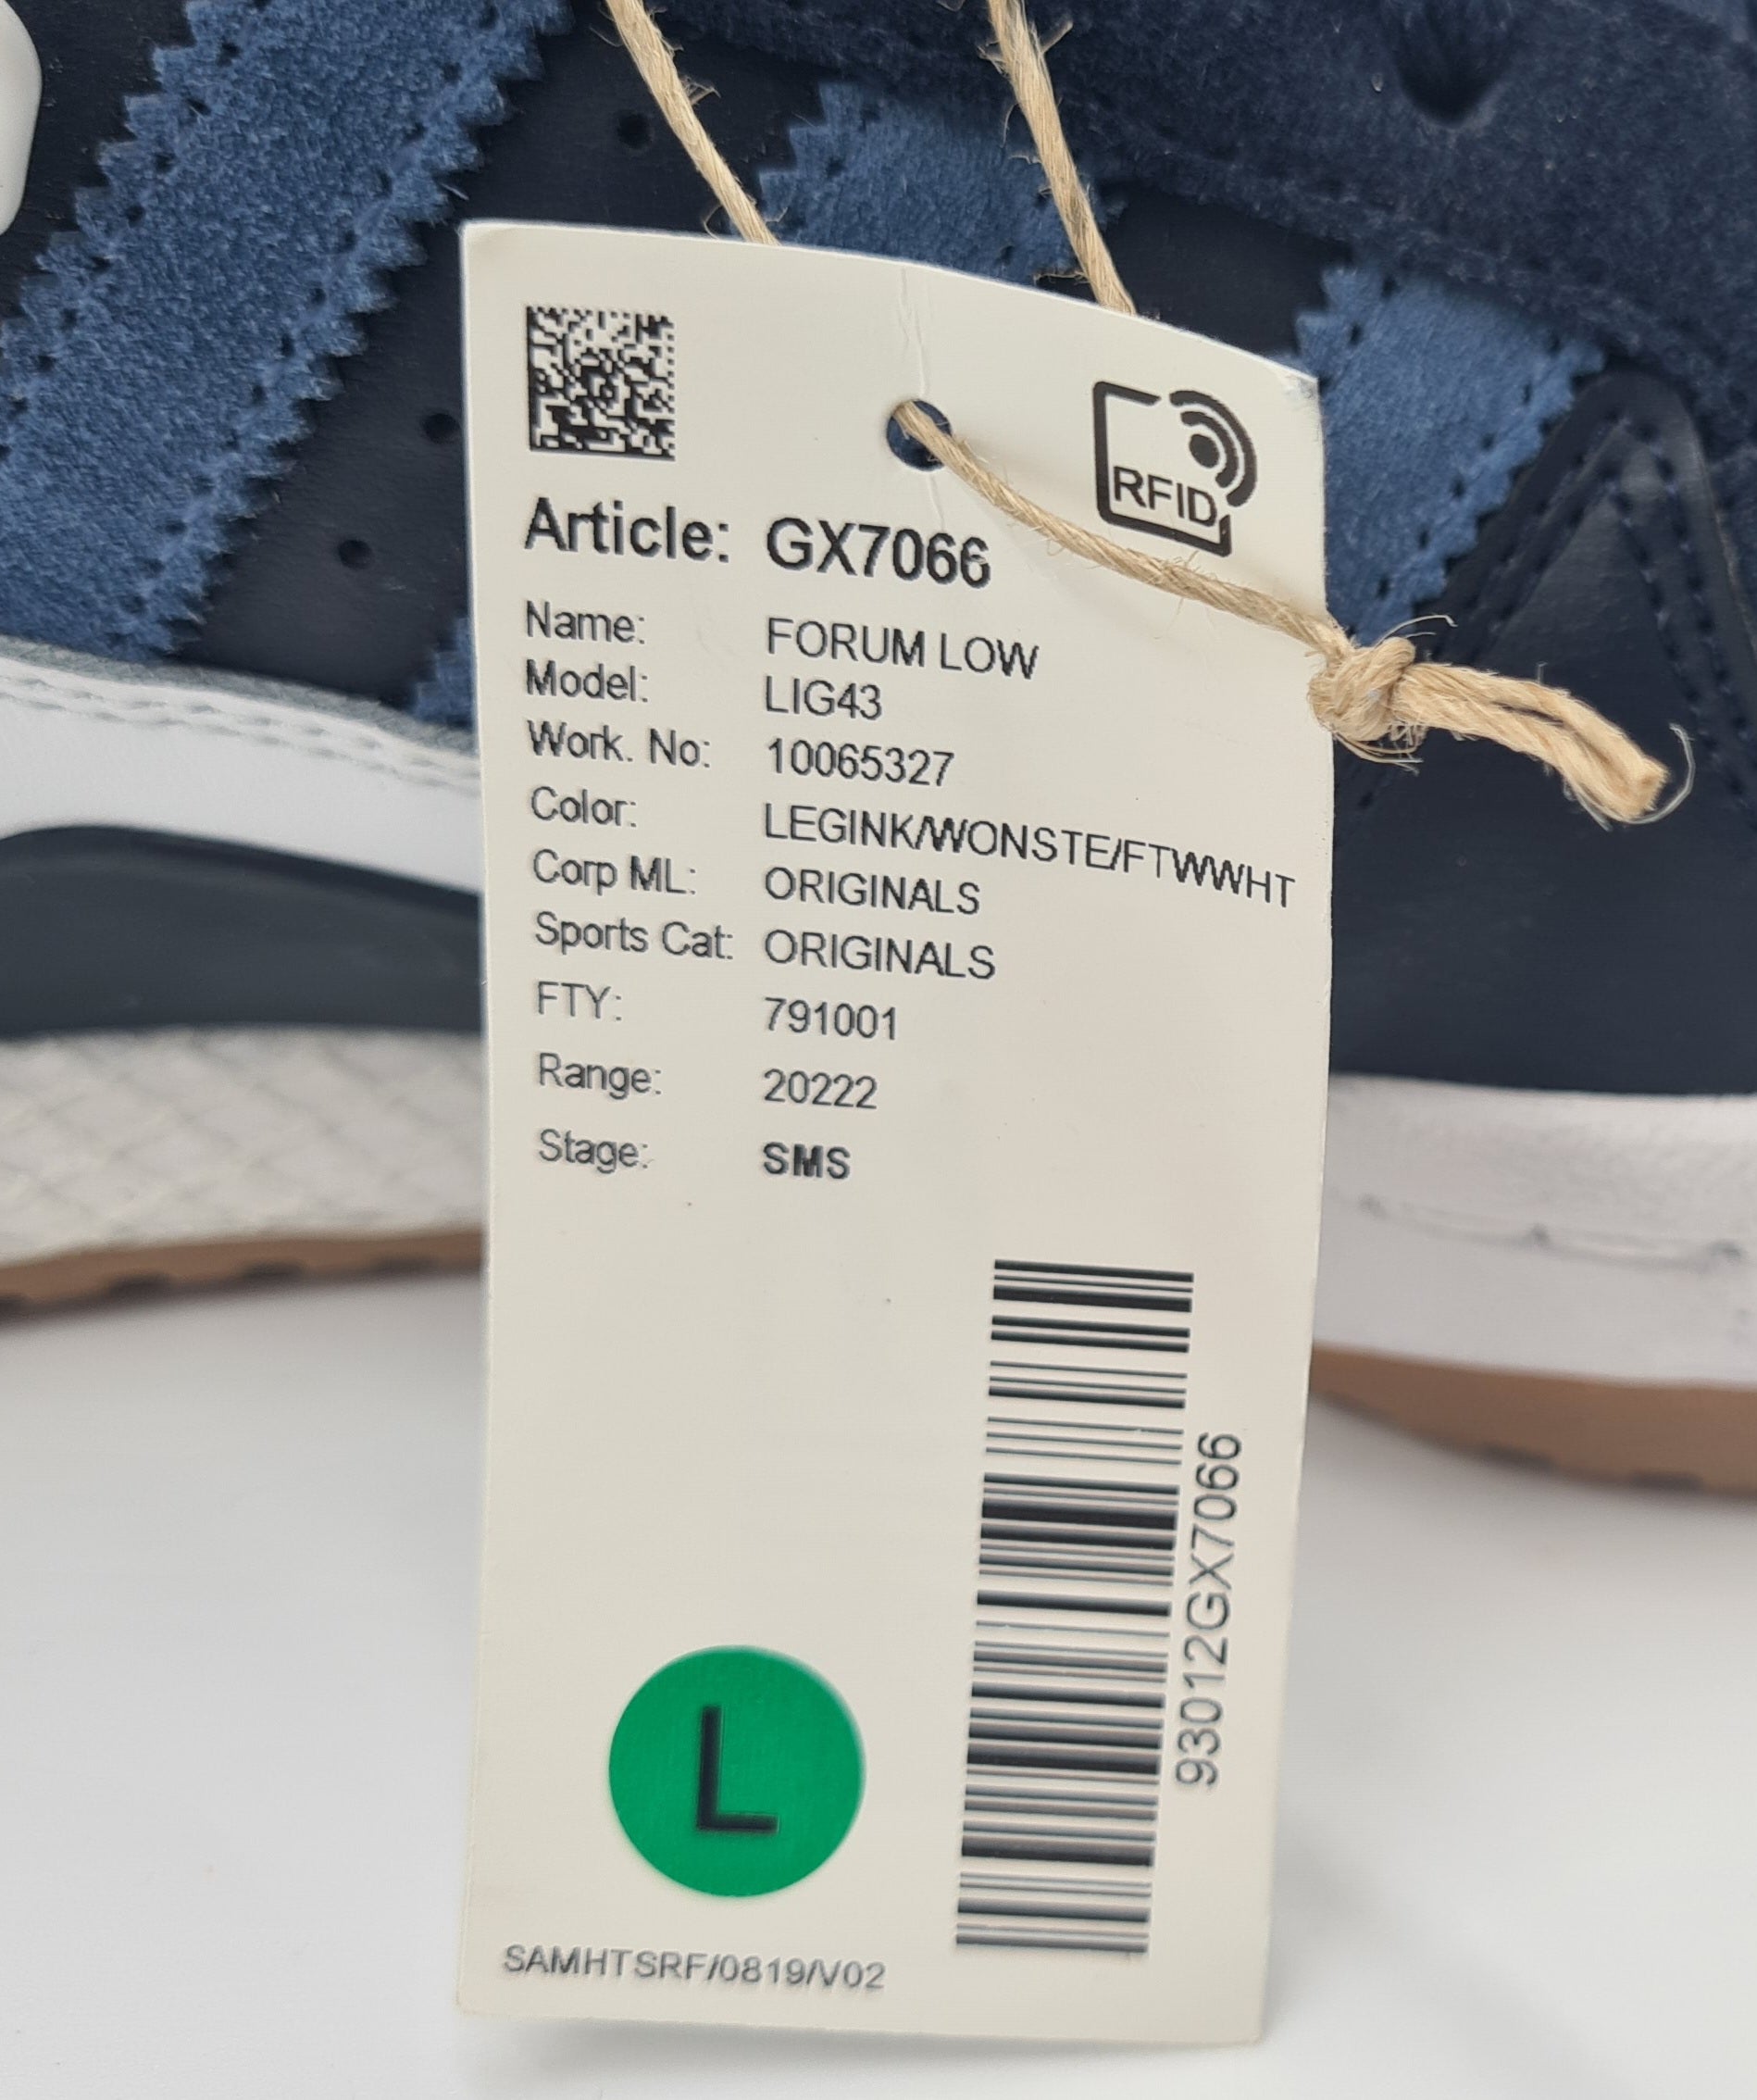 RFID
Article: GX7066
Name: FORUM LOW
Model: LIG43
Work. No: 10065327
Color: LEGINK/WONSTE/FTWWHT
Corp ML: ORIGINALS
Sports Cat: ORIGINALS
FTY: 791001
Range: 20222
Stage: SMS
93012GX7066
L
SAMHTSRF/0819/V02